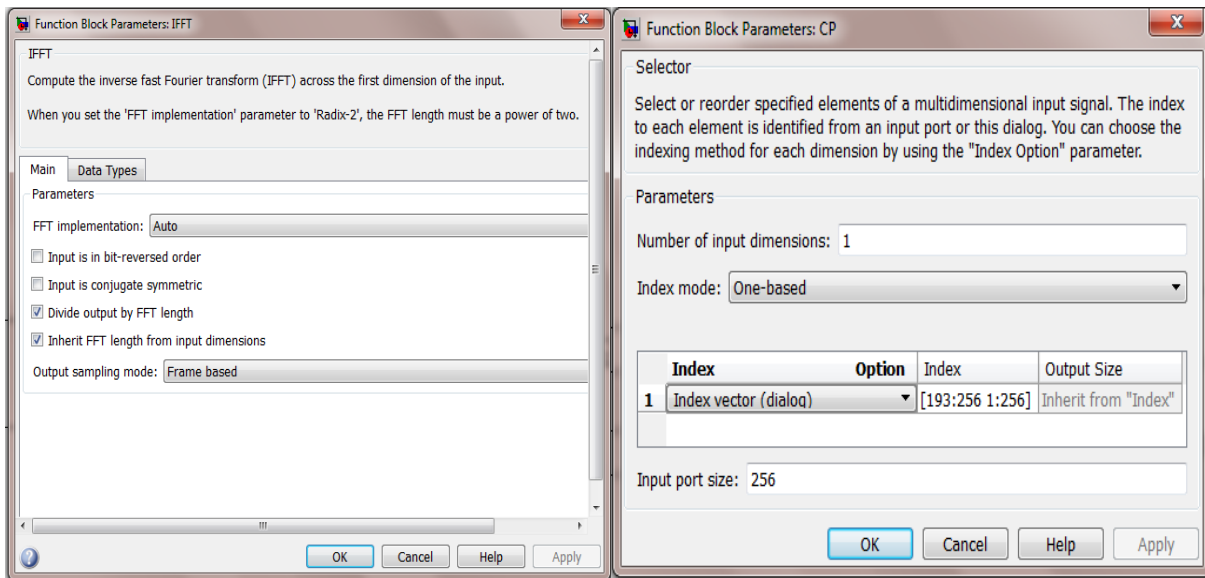 Function Block Parameters: IFFT
IFFT
Compute the inverse fast Fourier transform (IFFT) across the first dimension of the input.
When you set the 'FFT implementation' parameter to 'Radix-2', the FFT length must be a power of two.
Main Data Types
Parameters
FFT implementation: Auto
Input is in bit-reversed order
Input is conjugate symmetric
Divide output by FFT length
Inherit FFT length from input dimensions
Output sampling mode: Frame based
OK Cancel Help Apply
Function Block Parameters: CP
Selector
Select or reorder specified elements of a multidimensional input signal. The index
to each element is identified from an input port or this dialog. You can choose the
indexing method for each dimension by using the "Index Option" parameter.
Parameters
Number of input dimensions: 1
Index mode: One-based
Index Option Index Output Size
1 Index vector (dialog) [193:256 1:256] Inherit from "Index"
Input port size: 256
OK Cancel Help Apply